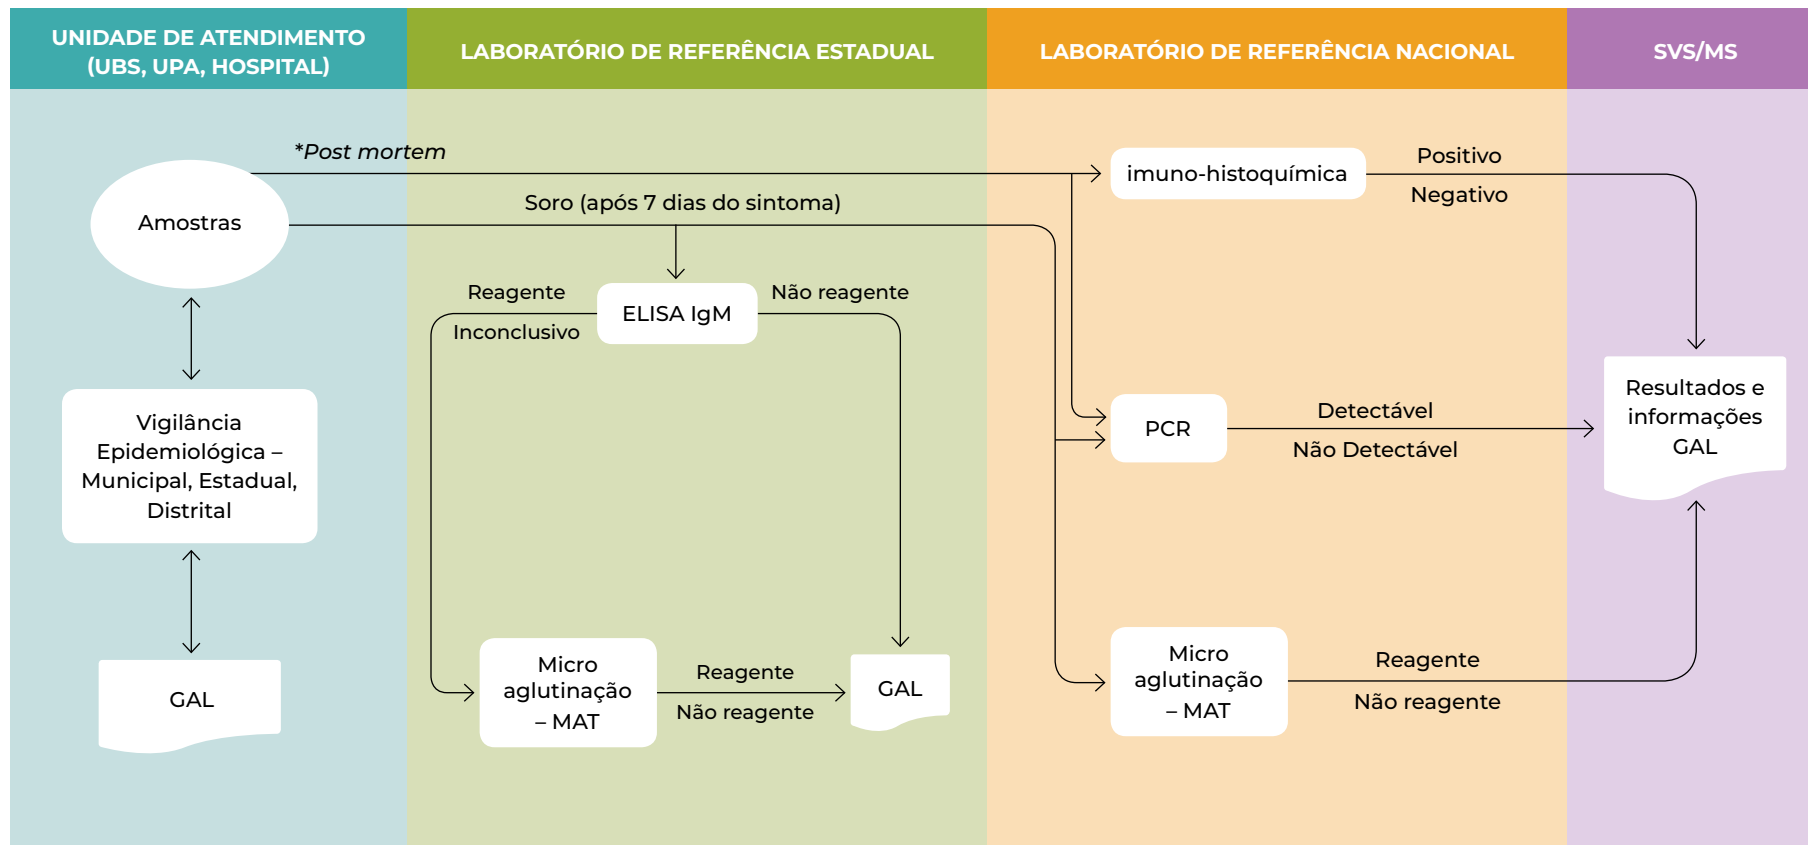 UNIDADE DE ATENDIMENTO
(UBS, UPA, HOSPITAL)
LABORATÓRIO DE REFERÊNCIA ESTADUAL
LABORATÓRIO DE REFERÊNCIA NACIONAL
SVS/MS
*Post mortem
Amostras
Soro (após 7 dias do sintoma)
Vigilância
Epidemiológica –
Municipal, Estadual,
Distrital
GAL
Reagente
Inconclusivo
ELISA IgM
Não reagente
Micro
aglutinação
– MAT
Reagente
Não reagente
GAL
imuno-histoquímica
Positivo
Negativo
PCR
Detectável
Não Detectável
Micro
aglutinação
– MAT
Reagente
Não reagente
Resultados e
informações
GAL